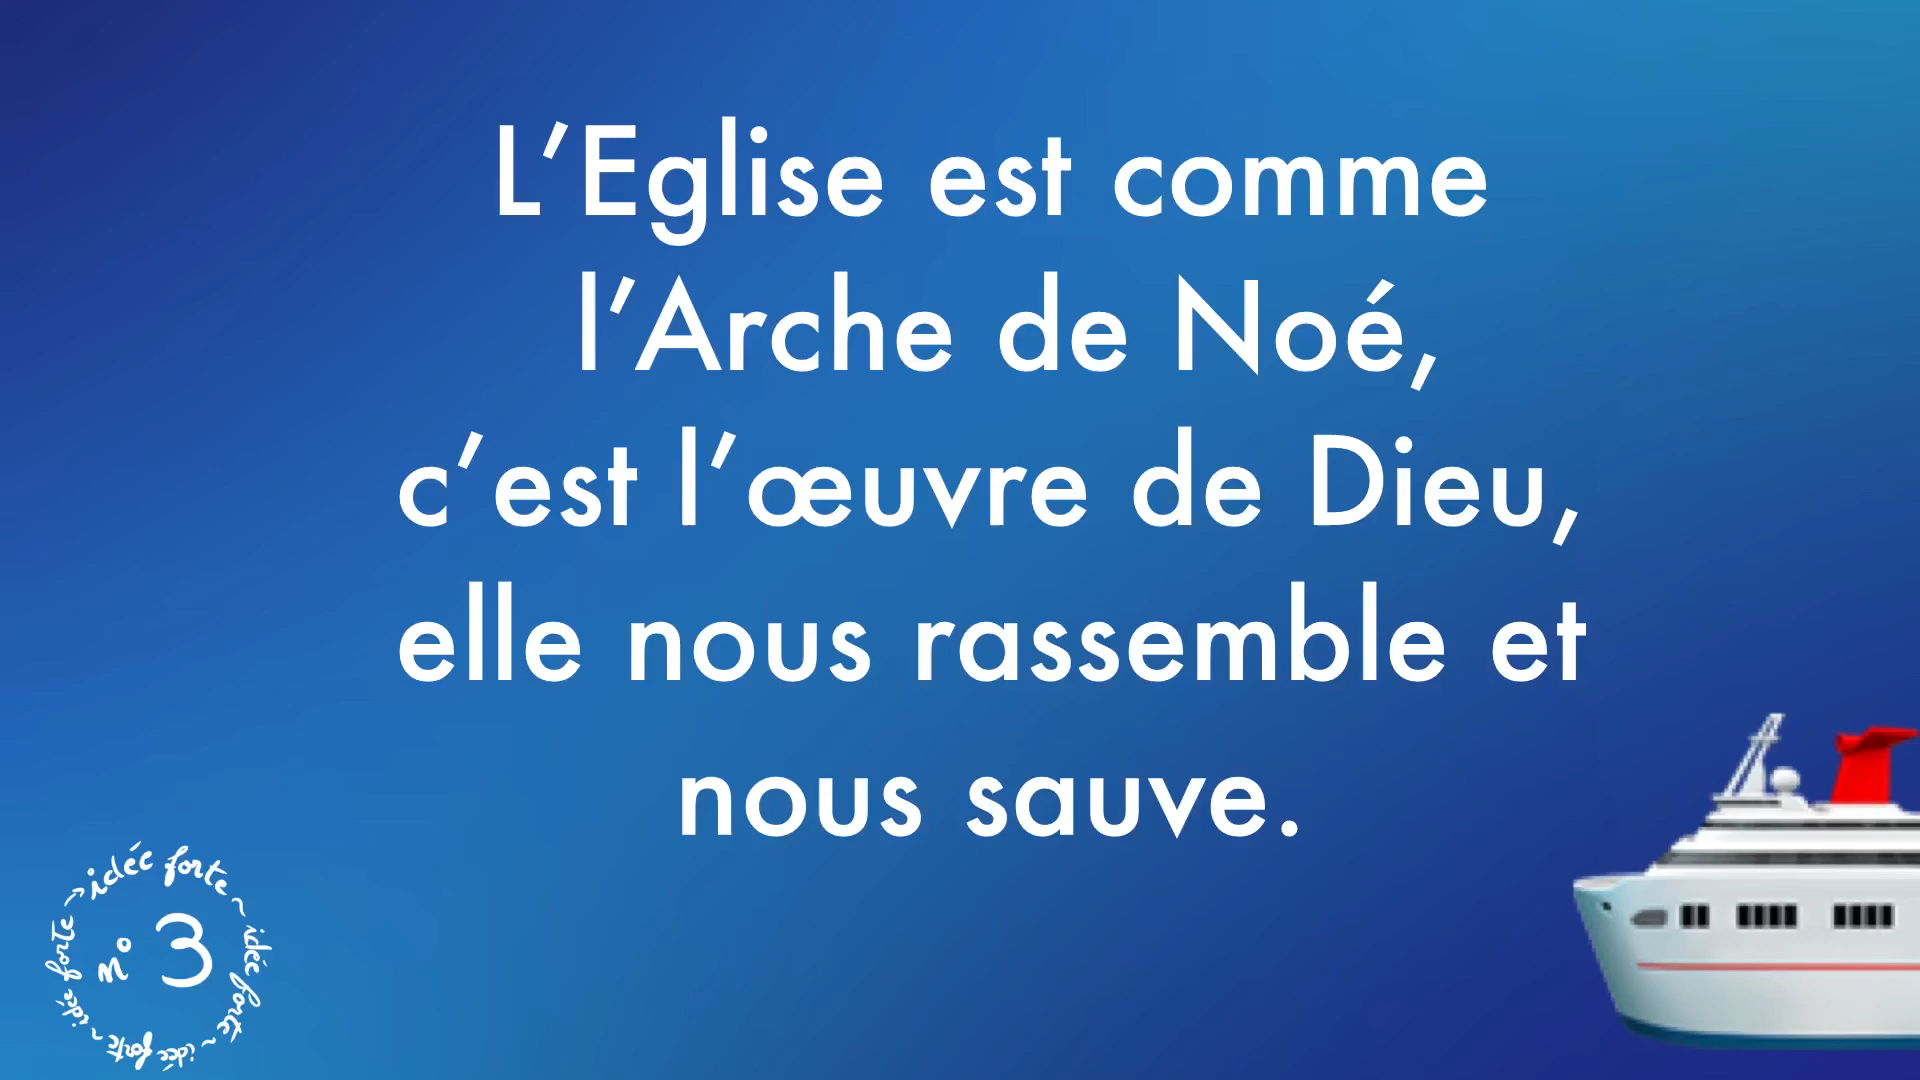 L’Eglise est comme
l’Arche de Noé,
c’est l’œuvre de Dieu,
elle nous rassemble et
nous sauve.
idée forte ~ idée forte ~ idée forte ~ idée forte →
n° 3